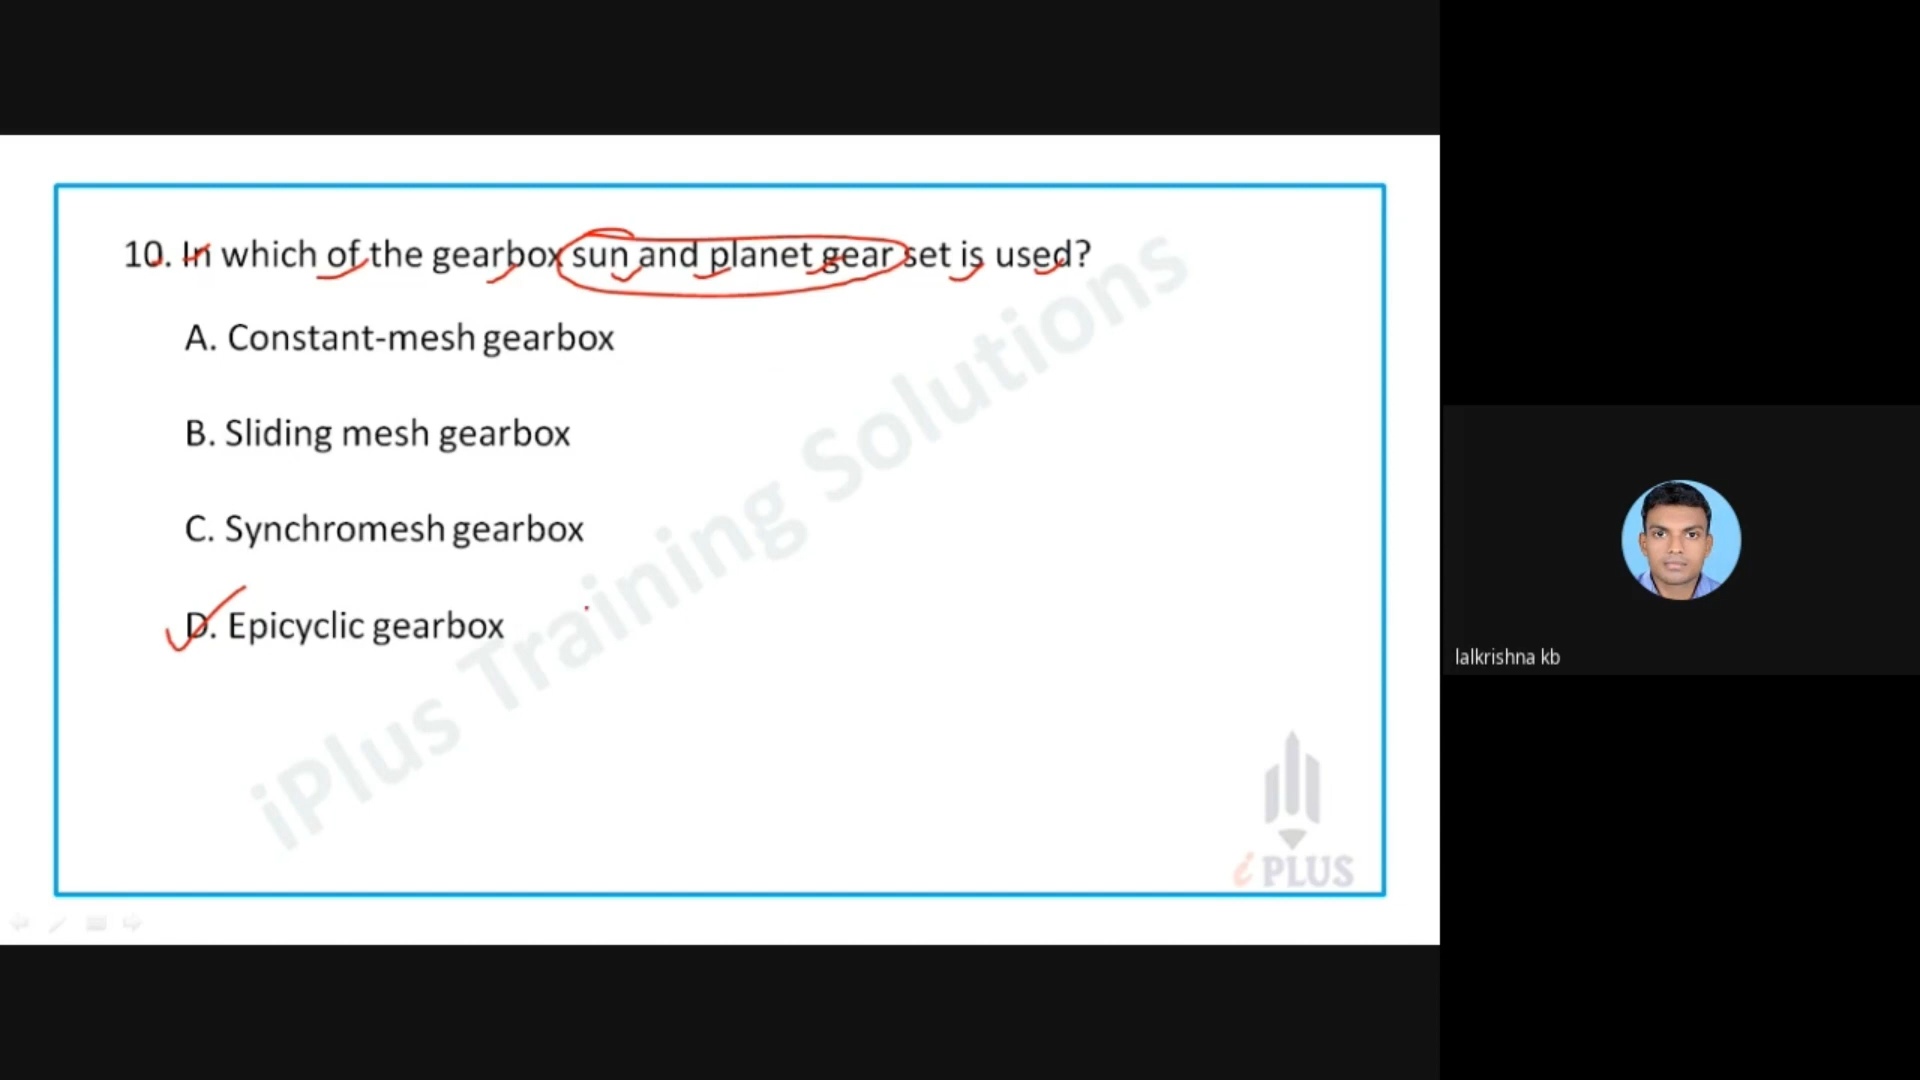 10. In which of the gearbox sun and planet gear set is used?
A. Constant-mesh gearbox
B. Sliding mesh gearbox
C. Synchromesh gearbox
D. Epicyclic gearbox
iPlus Training Solutions
i PLUS
lalkrishna kb